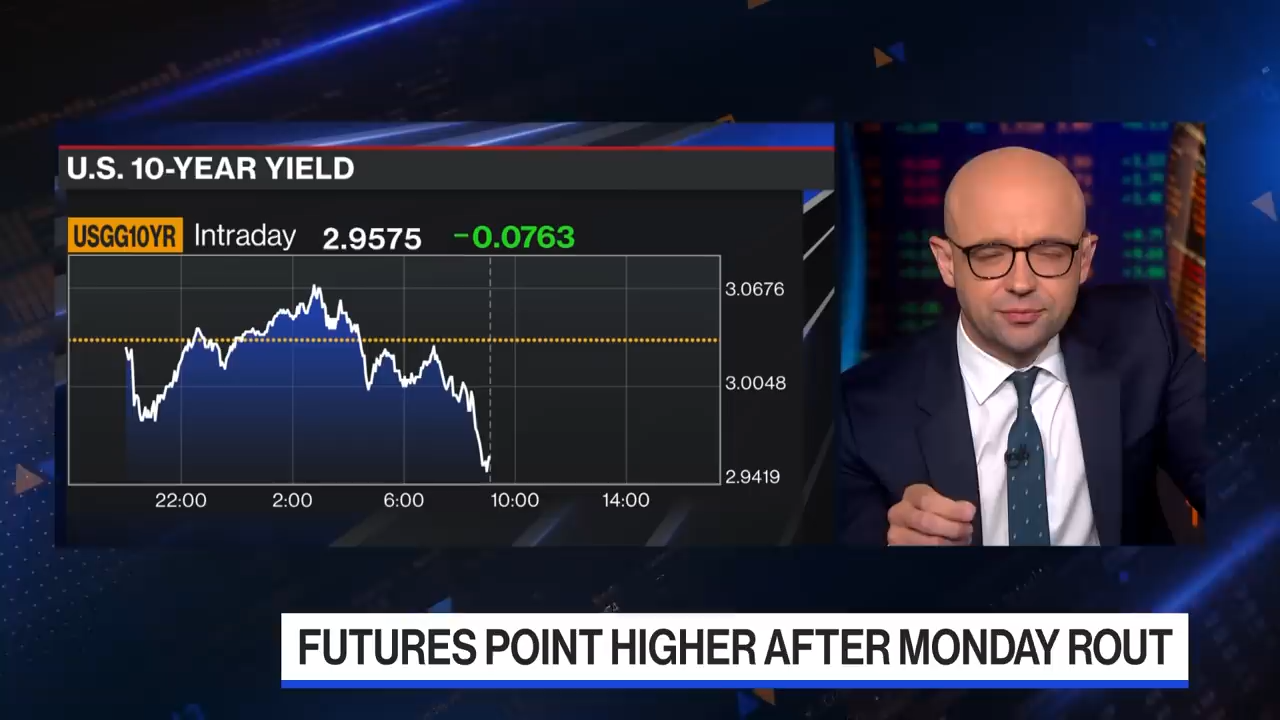 U.S. 10-YEAR YIELD
USGG10YR Intraday 2.9575 -0.0763
3.0676
3.0048
2.9419
22:00 2:00 6:00 10:00 14:00
FUTURES POINT HIGHER AFTER MONDAY ROUT